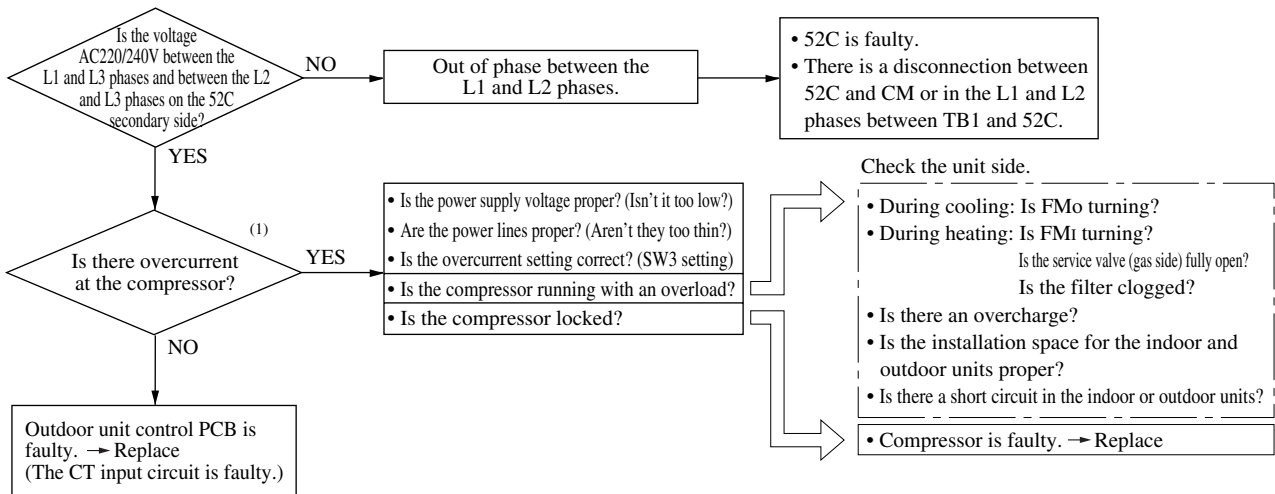 Is the voltage
AC220/240V between the
L1 and L3 phases and between the L2
and L3 phases on the 52C
secondary side?
NO
Out of phase between the
L1 and L2 phases.
• 52C is faulty.
• There is a disconnection between
52C and CM or in the L1 and L2
phases between TB1 and 52C.
YES
(1)
Is there overcurrent
at the compressor?
YES
• Is the power supply voltage proper? (Isn't it too low?)
• Are the power lines proper? (Aren't they too thin?)
• Is the overcurrent setting correct? (SW3 setting)
• Is the compressor running with an overload?
• Is the compressor locked?
Check the unit side.
• During cooling: Is FMO turning?
• During heating: Is FMI turning?
Is the service valve (gas side) fully open?
Is the filter clogged?
• Is there an overcharge?
• Is the installation space for the indoor and
outdoor units proper?
• Is there a short circuit in the indoor or outdoor units?
• Compressor is faulty. → Replace
NO
Outdoor unit control PCB is
faulty. → Replace
(The CT input circuit is faulty.)